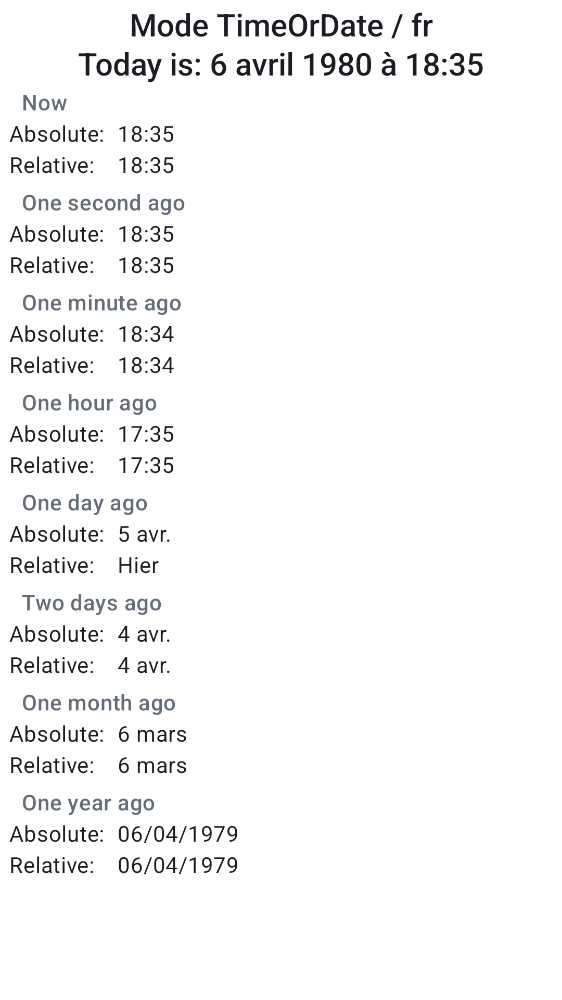 Mode TimeOrDate / fr
Today is: 6 avril 1980 à 18:35
Now
Absolute: 18:35
Relative: 18:35
One second ago
Absolute: 18:35
Relative: 18:35
One minute ago
Absolute: 18:34
Relative: 18:34
One hour ago
Absolute: 17:35
Relative: 17:35
One day ago
Absolute: 5 avr.
Relative: Hier
Two days ago
Absolute: 4 avr.
Relative: 4 avr.
One month ago
Absolute: 6 mars
Relative: 6 mars
One year ago
Absolute: 06/04/1979
Relative: 06/04/1979